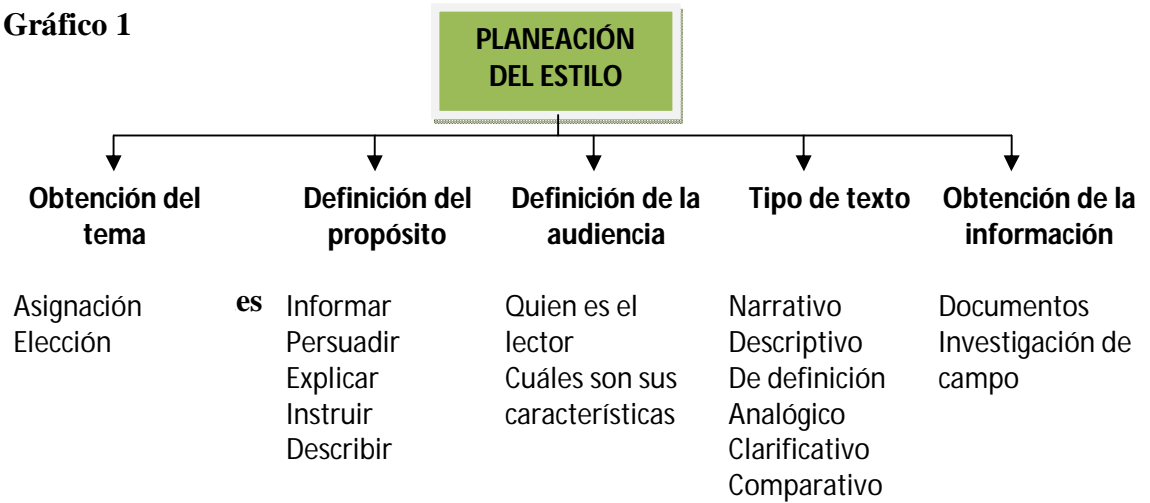 Gráfico 1
PLANEACIÓN
DEL ESTILO
Obtención del
tema
Asignación
Elección
Definición del
propósito
es
Informar
Persuadir
Explicar
Instruir
Describir
Definición de la
audiencia
Quien es el
lector
Cuáles son sus
características
Tipo de texto
Narrativo
Descriptivo
De definición
Analógico
Clarificativo
Comparativo
Obtención de la
información
Documentos
Investigación de
campo